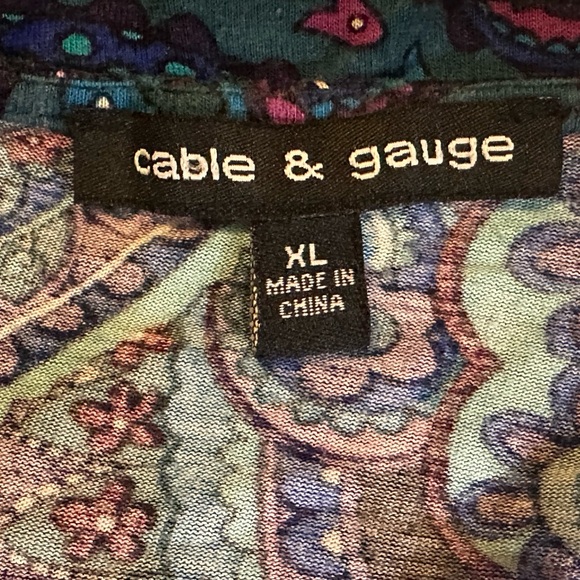 cable & gauge
XL
MADE IN
CHINA